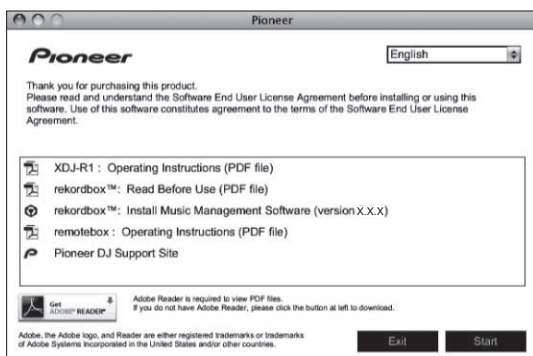 Pioneer
Pioneer
English
Thank you for purchasing this product.
Please read and understand the Software End User License Agreement before installing or using this
software. Use of this software constitutes agreement to the terms of the Software End User License
Agreement.
XDJ-R1 : Operating Instructions (PDF file)
rekordbox™: Read Before Use (PDF file)
rekordbox™: Install Music Management Software (version X.X.X)
remotebox : Operating Instructions (PDF file)
Pioneer DJ Support Site
Get
ADOBE® READER®
Adobe Reader is required to view PDF files.
If you do not have Adobe Reader, please click the button at left to download.
Adobe, the Adobe logo, and Reader are either registered trademarks or trademarks
of Adobe Systems Incorporated in the United States and/or other countries.
Exit
Start